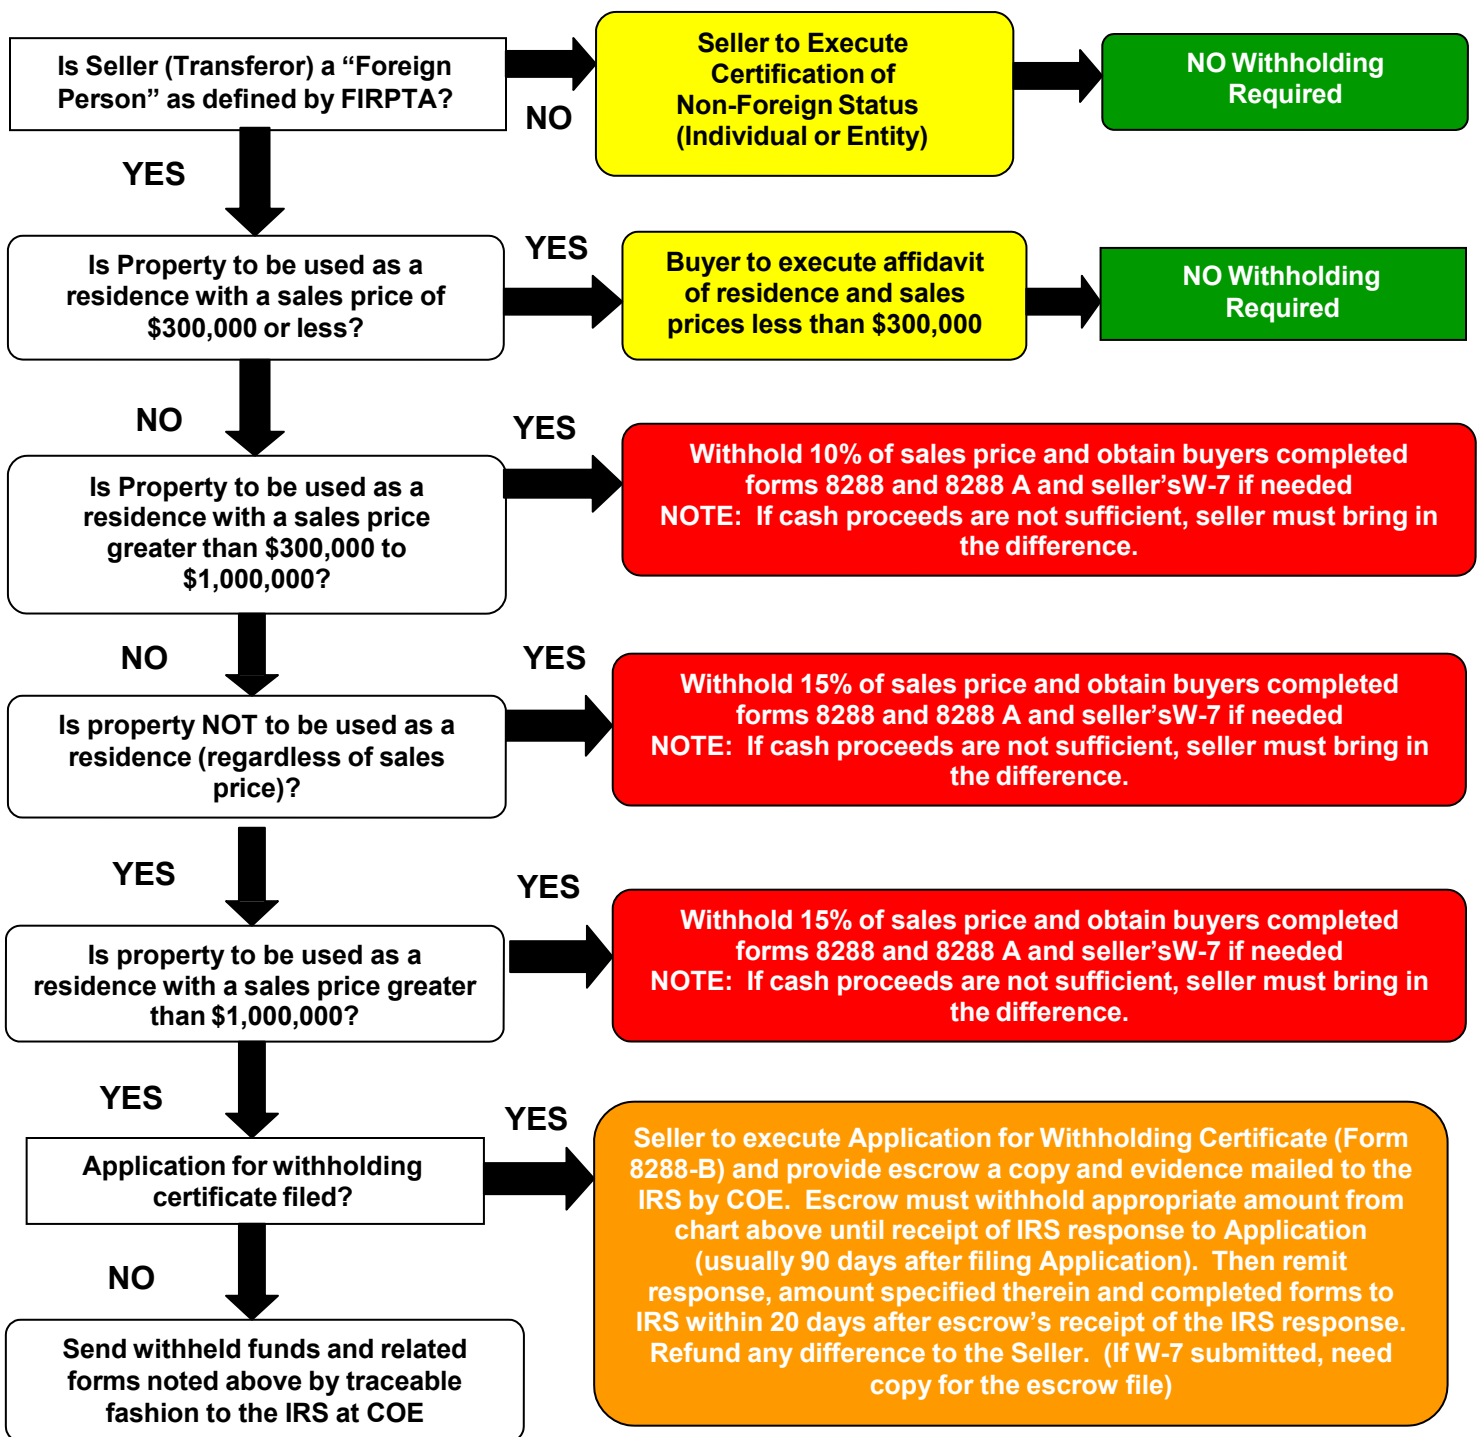 Is Seller (Transferor) a “Foreign
Person” as defined by FIRPTA?
NO
Seller to Execute
Certification of
Non-Foreign Status
(Individual or Entity)
NO Withholding
Required
YES
Is Property to be used as a
residence with a sales price of
$300,000 or less?
YES
Buyer to execute affidavit
of residence and sales
prices less than $300,000
NO Withholding
Required
NO
Is Property to be used as a
residence with a sales price
greater than $300,000 to
$1,000,000?
YES
Withhold 10% of sales price and obtain buyers completed
forms 8288 and 8288 A and seller'sW-7 if needed
NOTE: If cash proceeds are not sufficient, seller must bring in
the difference.
NO
Is property NOT to be used as a
residence (regardless of sales
price)?
YES
Withhold 15% of sales price and obtain buyers completed
forms 8288 and 8288 A and seller'sW-7 if needed
NOTE: If cash proceeds are not sufficient, seller must bring in
the difference.
YES
Is property to be used as a
residence with a sales price greater
than $1,000,000?
YES
Withhold 15% of sales price and obtain buyers completed
forms 8288 and 8288 A and seller'sW-7 if needed
NOTE: If cash proceeds are not sufficient, seller must bring in
the difference.
YES
Application for withholding
certificate filed?
YES
Seller to execute Application for Withholding Certificate (Form
8288-B) and provide escrow a copy and evidence mailed to the
IRS by COE. Escrow must withhold appropriate amount from
chart above until receipt of IRS response to Application
(usually 90 days after filing Application). Then remit
response, amount specified therein and completed forms to
IRS within 20 days after escrow's receipt of the IRS response.
Refund any difference to the Seller. (If W-7 submitted, need
copy for the escrow file)
NO
Send withheld funds and related
forms noted above by traceable
fashion to the IRS at COE